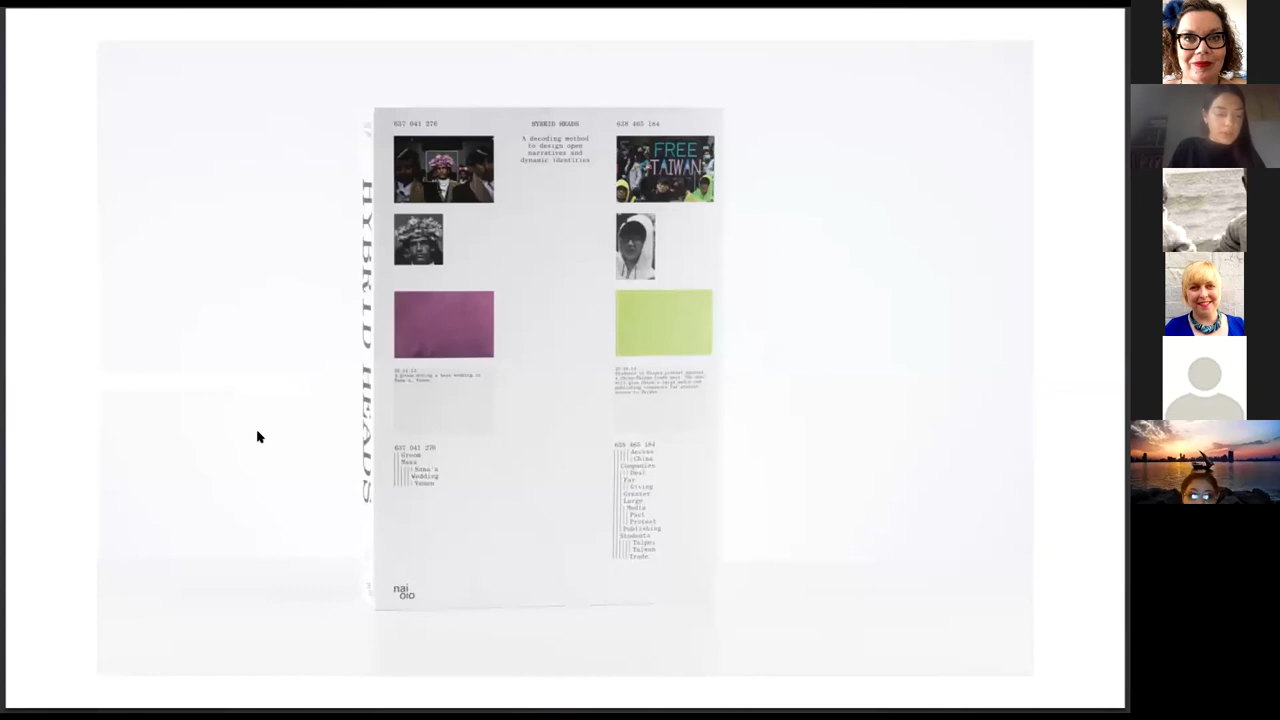 HYBRID HEADS
637 041 276
HYBRID HEADS
638 465 184
A decoding method
to design open
narratives and
dynamic identities
FREE
TAIWAN
637 041 276
Groom
Mass
Sana's
Wedding
Yemen
638 465 184
Access
China
Companies
Deal
For
Giving
Greater
Large
Media
Pact
Protest
Publishing
Students
Taipei
Taiwan
Trade
nai
010